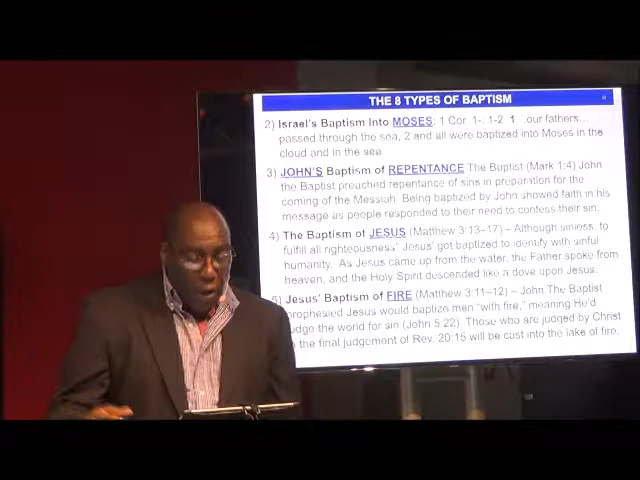 THE 8 TYPES OF BAPTISM
2) Israel's Baptism Into MOSES: 1 Cor. 1-. 1-2 1 ..our fathers…
passed through the sea, 2 and all were baptized into Moses in the
cloud and in the sea
3) JOHN'S Baptism of REPENTANCE The Baptist (Mark 1:4) John
the Baptist preached repentance of sins in preparation for the
coming of the Messiah Being baptized by John showed faith in his
message as people responded to their need to confess their sin.
4) The Baptism of JESUS (Matthew 3:13–17) – Although sinless, to
fulfill all righteousness" Jesus' got baptized to identify with sinful
humanity. As Jesus came up from the water, the Father spoke from
heaven, and the Holy Spirit descended like a dove upon Jesus.
5) Jesus' Baptism of FIRE (Matthew 3:11–12) – John The Baptist
prophesied Jesus would baptize men "with fire," meaning He'd
judge the world for sin (John 5:22). Those who are judged by Christ
the final judgement of Rev. 20:15 will be cast into the lake of fire.